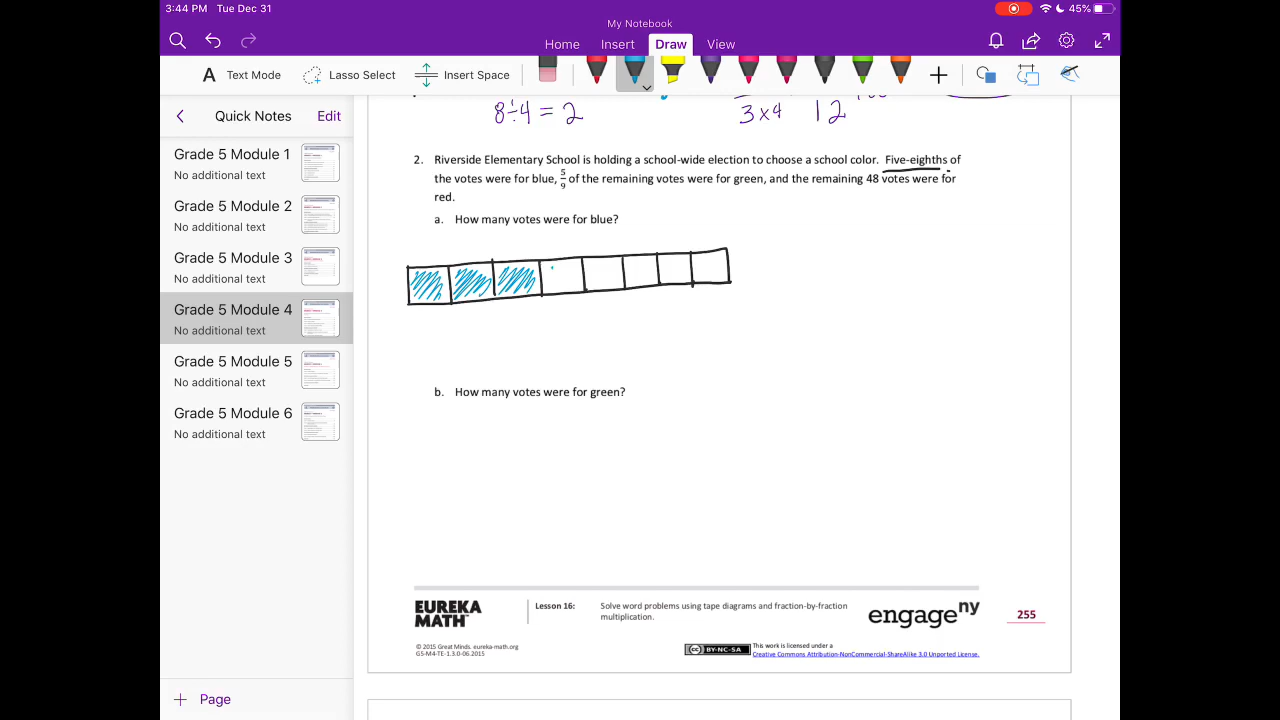 3:44 PM Tue Dec 31
My Notebook
45%
Home Insert Draw View
Text Mode Lasso Select Insert Space
Quick Notes Edit
Grade 5 Module 1
No additional text
Grade 5 Module 2
No additional text
Grade 5 Module 3
No additional text
Grade 5 Module 4
No additional text
Grade 5 Module 5
No additional text
Grade 5 Module 6
No additional text
Page
8÷4 = 2
3 x 4 12
2. Riverside Elementary School is holding a school-wide election to choose a school color. Five-eighths of
the votes were for blue, 5/9 of the remaining votes were for green, and the remaining 48 votes were for
red.
a. How many votes were for blue?
b. How many votes were for green?
EUREKA
MATH™
Lesson 16: Solve word problems using tape diagrams and fraction-by-fraction
multiplication.
engage ny
255
© 2015 Great Minds. eureka-math.org
G5-M4-TE-1.3.0-06.2015
CC BY-NC-SA
This work is licensed under a
Creative Commons Attribution-NonCommercial-ShareAlike 3.0 Unported License.